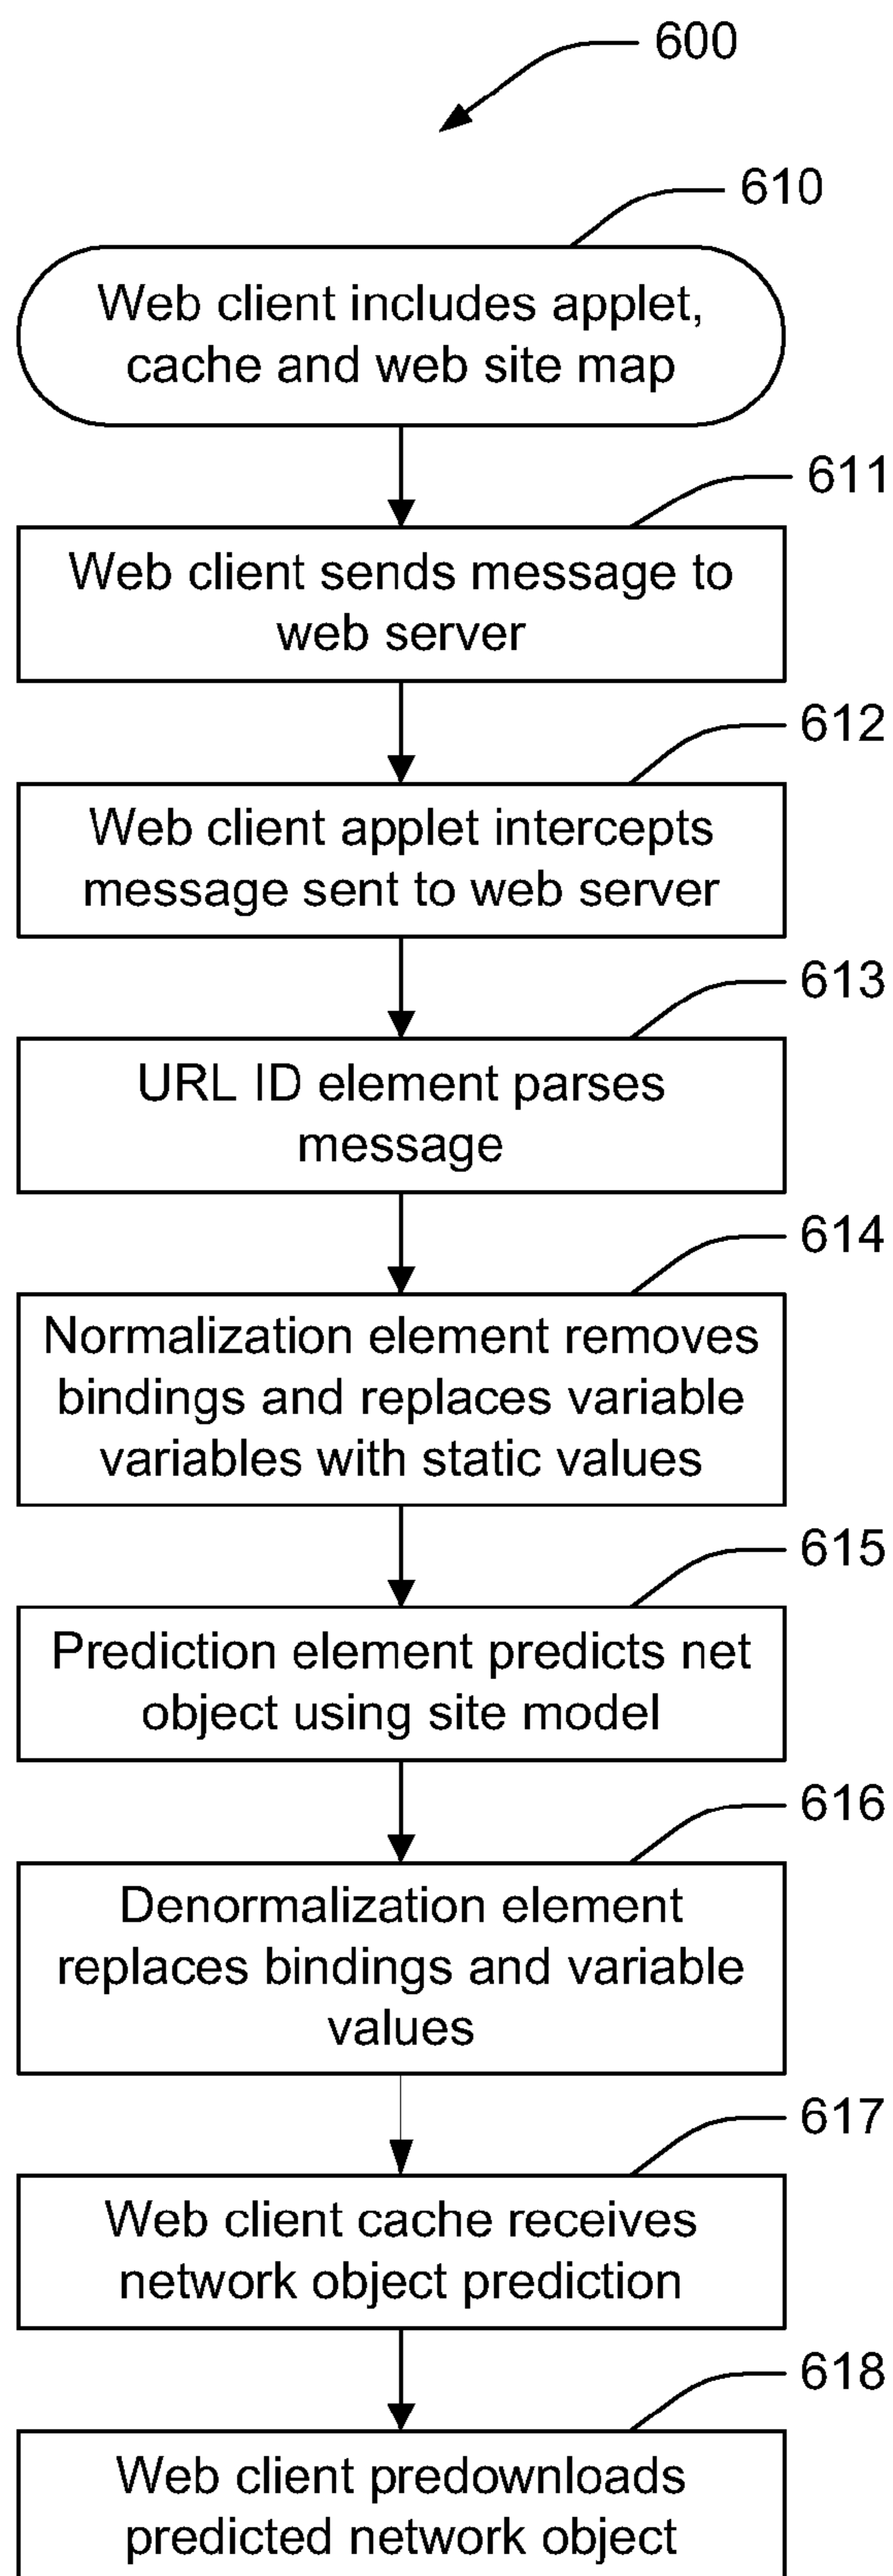 600
610
Web client includes applet,
cache and web site map
611
Web client sends message to
web server
612
Web client applet intercepts
message sent to web server
613
URL ID element parses
message
614
Normalization element removes
bindings and replaces variable
variables with static values
615
Prediction element predicts net
object using site model
616
Denormalization element
replaces bindings and variable
values
617
Web client cache receives
network object prediction
618
Web client predownloads
predicted network object